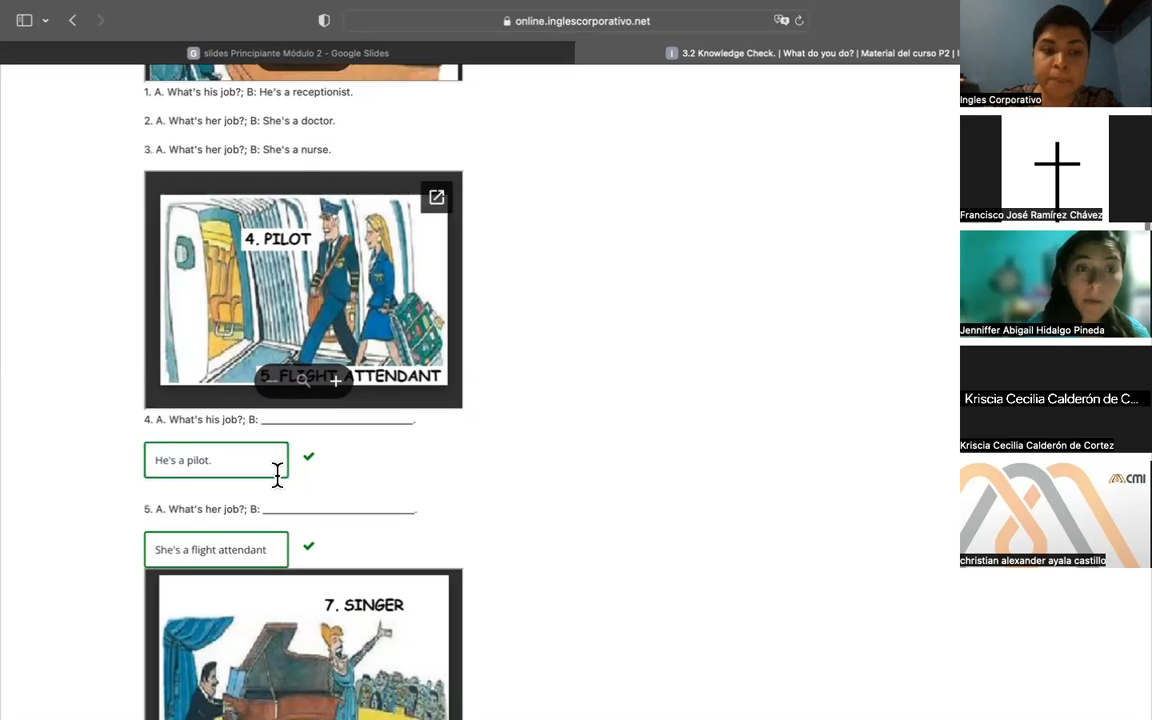 online.inglescorporativo.net
slides Principiante Módulo 2 - Google Slides
3.2 Knowledge Check. | What do you do? | Material del curso P2 | I
1. A. What's his job?; B: He's a receptionist.
2. A. What's her job?; B: She's a doctor.
3. A. What's her job?; B: She's a nurse.
4. PILOT
5. FLIGHT ATTENDANT
4. A. What's his job?; B: ____________________________.
He's a pilot.
5. A. What's her job?; B: ____________________________.
She's a flight attendant
7. SINGER
Ingles Corporativo
Francisco José Ramírez Chávez
Jenniffer Abigail Hidalgo Pineda
Kriscia Cecilia Calderón de C...
Kriscia Cecilia Calderón de Cortez
CMI
christian alexander ayala castillo